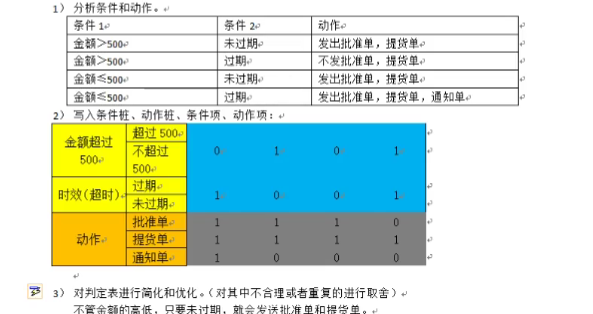 1） 分析条件和动作。
条件 1 条件 2 动作
金额＞500 未过期 发出批准单，提货单
金额＞500 过期 不发批准单，提货单
金额≤500 未过期 发出批准单，提货单
金额≤500 过期 发出批准单，提货单，通知单
2） 写入条件桩、动作桩、条件项、动作项：
金额超过 500 超过 500 0 1 0 1
不超过 500
时效（超时） 过期 1 0 0 1
未过期
动作 批准单 1 1 1 0
提货单 1 1 1 1
通知单 1 0 0 0
3） 对判定表进行简化和优化。（对其中不合理或者重复的进行取舍）
不管金额的高低，只要未过期，就会发送批准单和提货单。